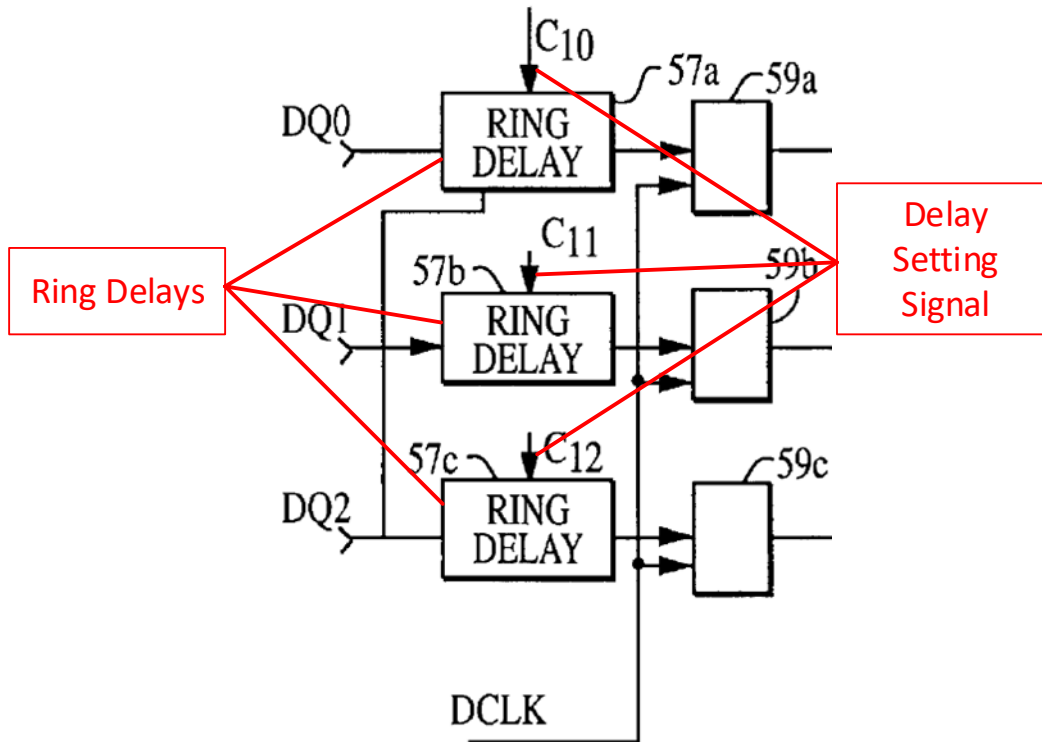 C10
57a
59a
DQ0
RING
DELAY
Delay
Setting
Signal
C11
57b
59b
Ring Delays
DQ1
RING
DELAY
57c
C12
59c
DQ2
RING
DELAY
DCLK